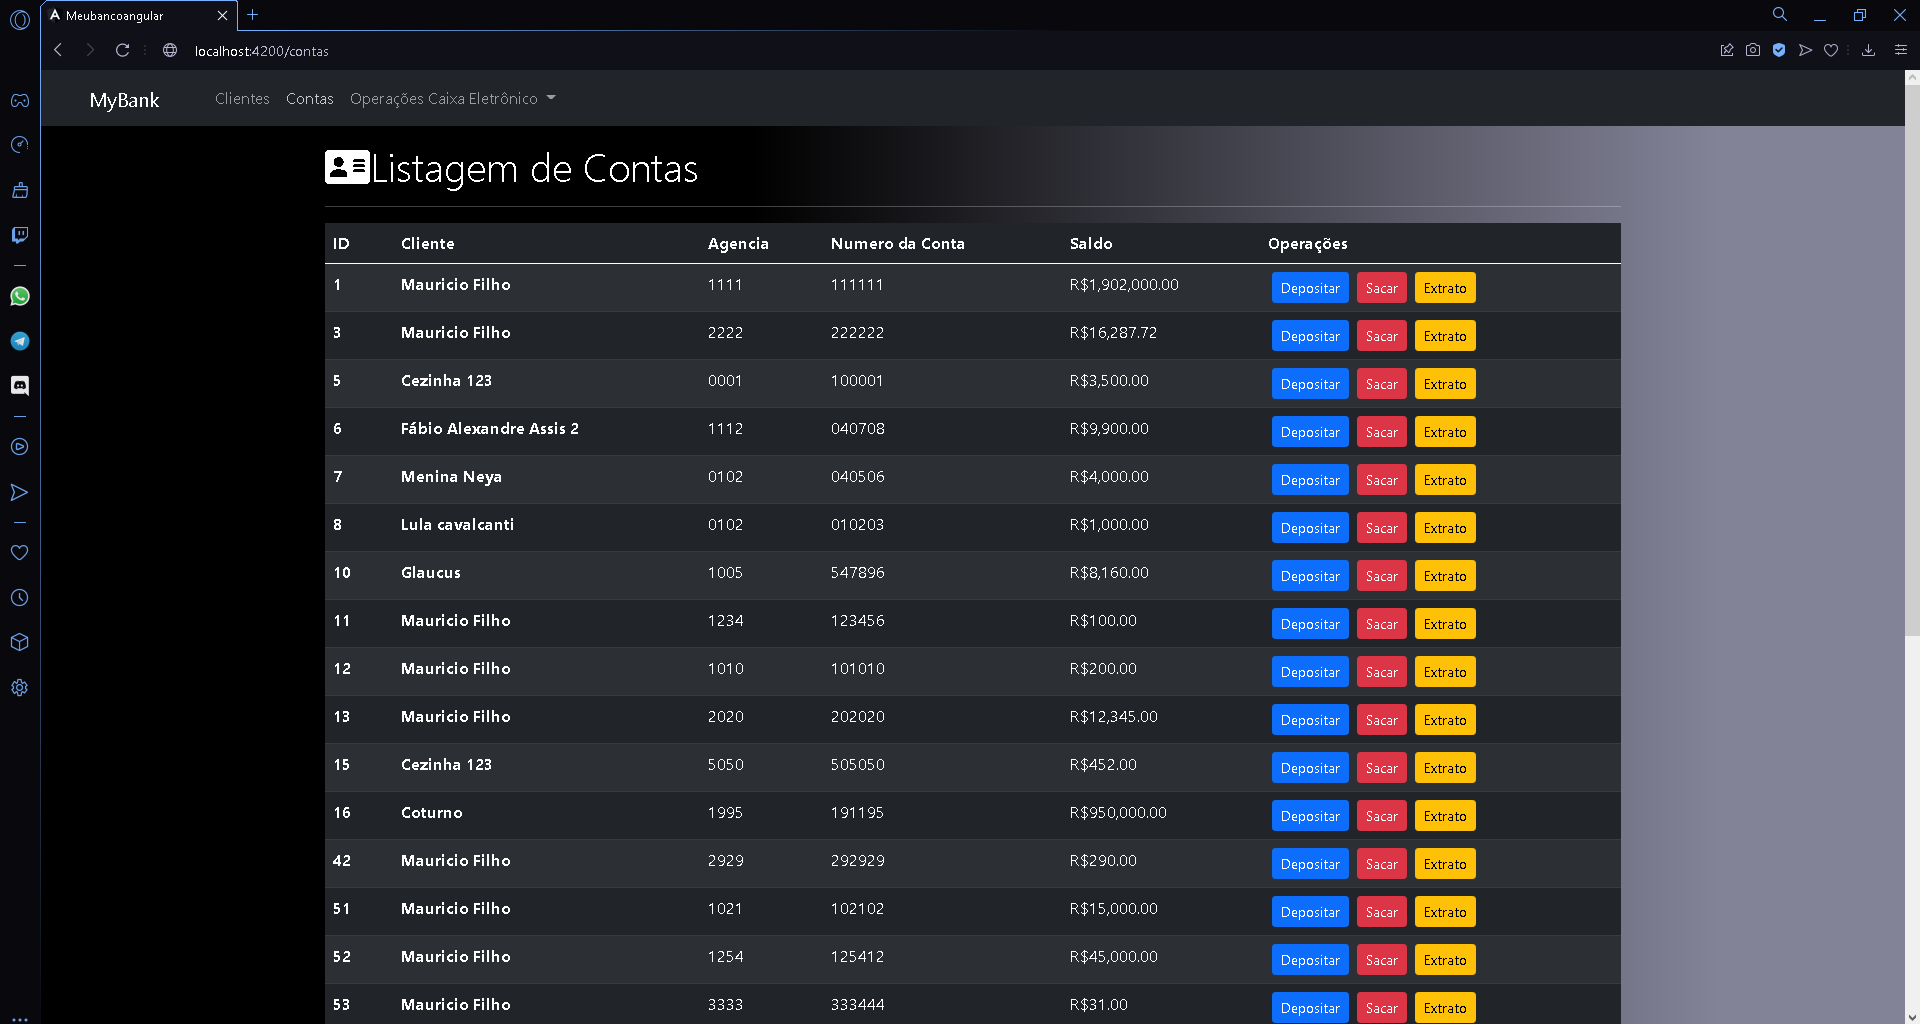 Meubancoangular
localhost:4200/contas
MyBank Clientes Contas Operações Caixa Eletrônico
Listagem de Contas
ID Cliente Agencia Numero da Conta Saldo Operações
1 Mauricio Filho 1111 111111 R$1,902,000.00 Depositar Sacar Extrato
3 Mauricio Filho 2222 222222 R$16,287.72 Depositar Sacar Extrato
5 Cezinha 123 0001 100001 R$3,500.00 Depositar Sacar Extrato
6 Fábio Alexandre Assis 2 1112 040708 R$9,900.00 Depositar Sacar Extrato
7 Menina Neya 0102 040506 R$4,000.00 Depositar Sacar Extrato
8 Lula cavalcanti 0102 010203 R$1,000.00 Depositar Sacar Extrato
10 Glaucus 1005 547896 R$8,160.00 Depositar Sacar Extrato
11 Mauricio Filho 1234 123456 R$100.00 Depositar Sacar Extrato
12 Mauricio Filho 1010 101010 R$200.00 Depositar Sacar Extrato
13 Mauricio Filho 2020 202020 R$12,345.00 Depositar Sacar Extrato
15 Cezinha 123 5050 505050 R$452.00 Depositar Sacar Extrato
16 Coturno 1995 191195 R$950,000.00 Depositar Sacar Extrato
42 Mauricio Filho 2929 292929 R$290.00 Depositar Sacar Extrato
51 Mauricio Filho 1021 102102 R$15,000.00 Depositar Sacar Extrato
52 Mauricio Filho 1254 125412 R$45,000.00 Depositar Sacar Extrato
53 Mauricio Filho 3333 333444 R$31.00 Depositar Sacar Extrato